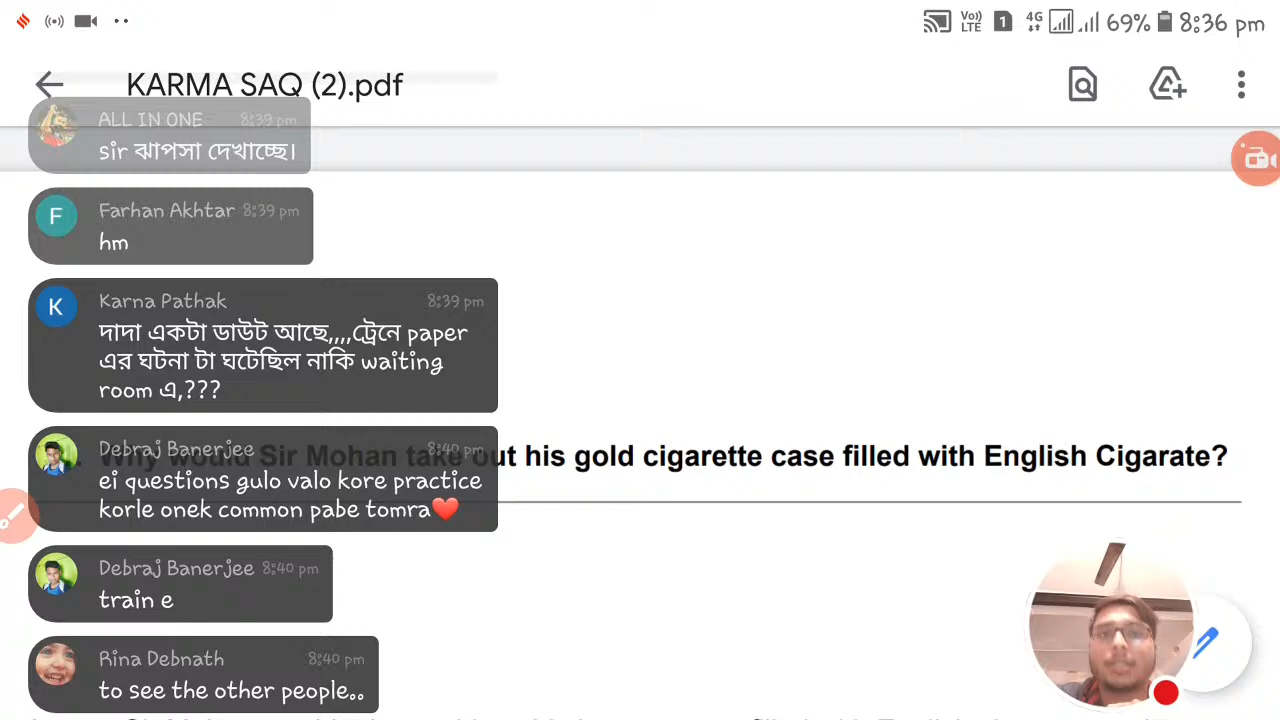 Vo) LTE 1 4G 69% 8:36 pm
KARMA SAQ (2).pdf
ALL IN ONE 8:39 pm
sir ঝাপসা দেখাচ্ছে।
F Farhan Akhtar 8:39 pm
hm
K Karna Pathak 8:39 pm
দাদা একটা ডাউট আছে,,,,ট্রেনে paper
এর ঘটনা টা ঘটেছিল নাকি waiting
room এ,???
Debraj Banerjee 8:40 pm
Why would Sir Mohan take out his gold cigarette case filled with English Cigarate?
ei questions gulo valo kore practice
korle onek common pabe tomra❤️
Debraj Banerjee 8:40 pm
train e
Rina Debnath 8:40 pm
to see the other people..